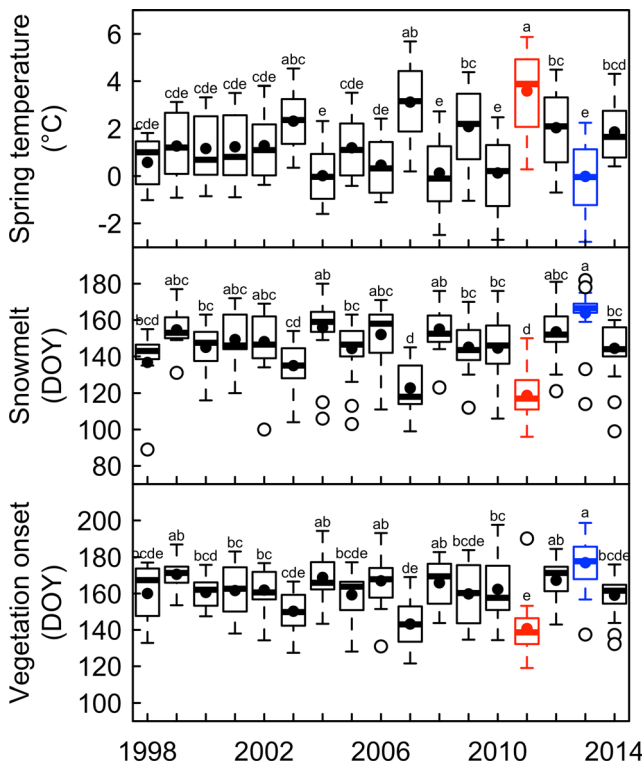 Spring temperature
(°C)
6
4
2
0
-2
cde cde cde cde cde abc e cde de a e bc e a bc e bcd
Snowmelt
(DOY)
180
160
140
120
100
80
bcd abc bc abc abc cd ab bc abc d ab bc abc d abc a bc
Vegetation onset
(DOY)
200
180
160
140
120
100
bcde ab bcd bc ab cde ab bcde ab de ab bcde abc e ab a bcde
1998 2002 2006 2010 2014